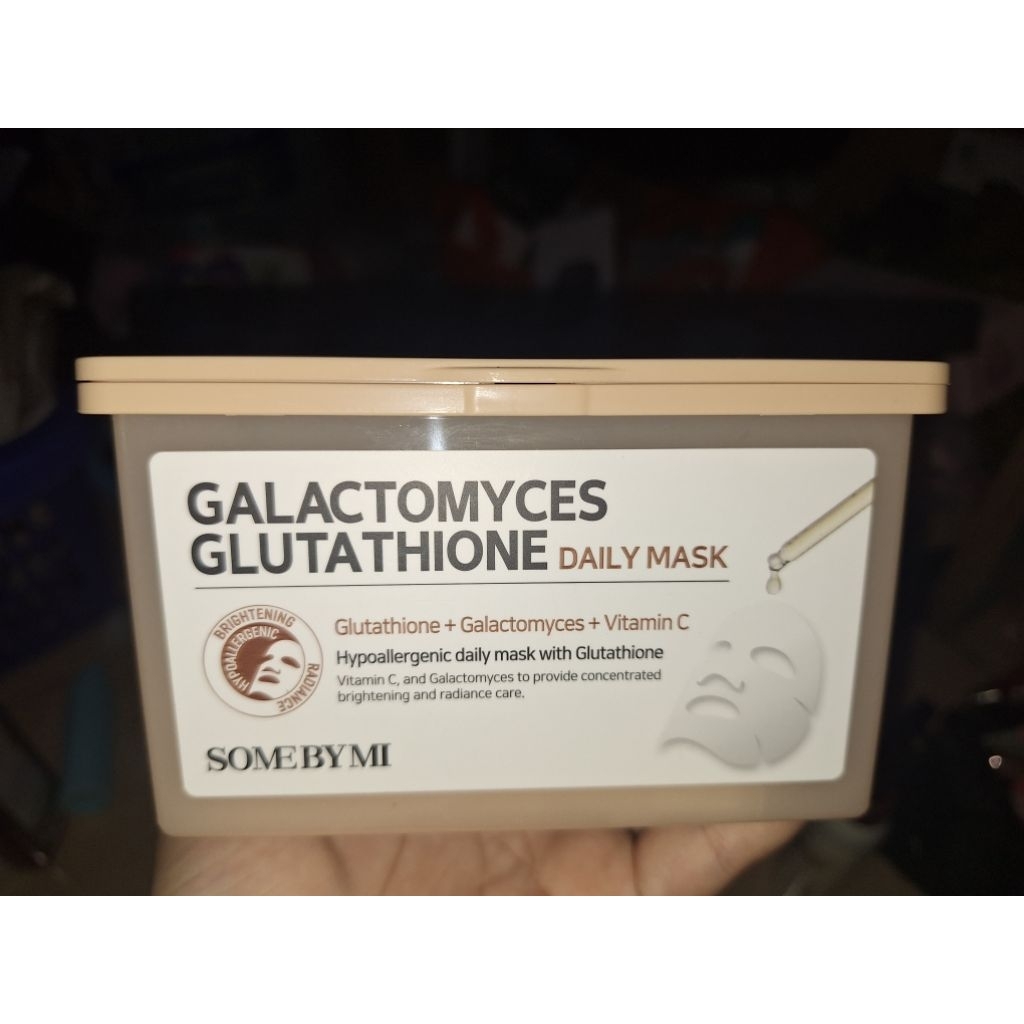 GALACTOMYCES
GLUTATHIONE DAILY MASK
BRIGHTENING
HYPOALLERGENIC
RADIANCE
Glutathione + Galactomyces + Vitamin C
Hypoallergenic daily mask with Glutathione
Vitamin C, and Galactomyces to provide concentrated
brightening and radiance care.
SOME BY MI